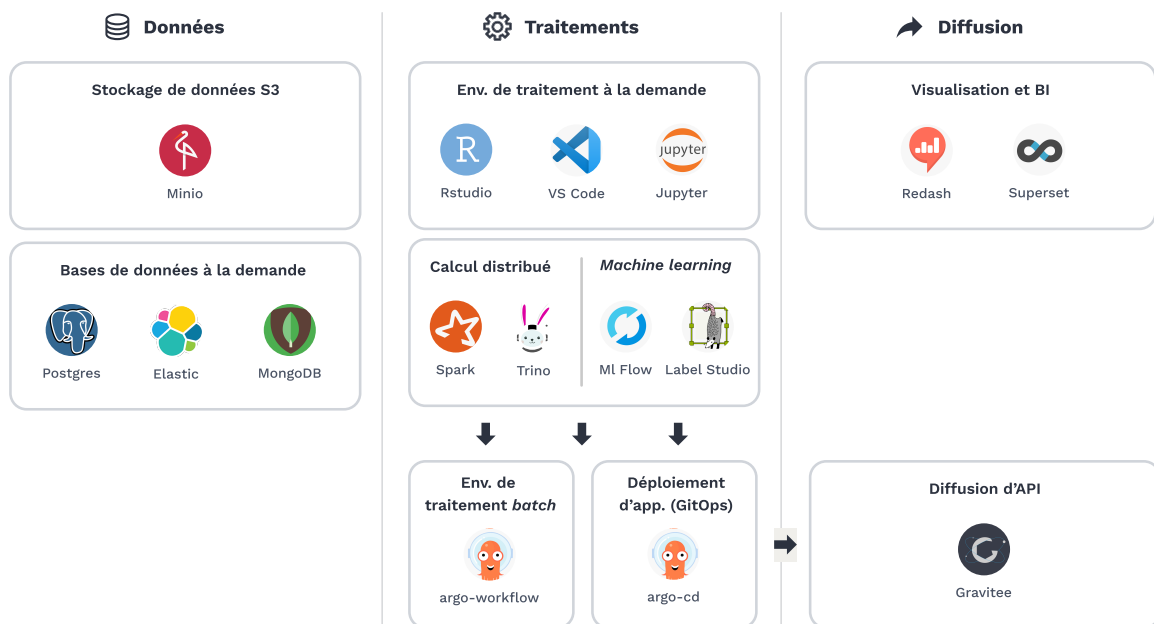 Données
Stockage de données S3
Minio
Bases de données à la demande
Postgres
Elastic
MongoDB
Traitements
Env. de traitement à la demande
R
Rstudio
VS Code
jupyter
Jupyter
Calcul distribué
Spark
Trino
Machine learning
Ml Flow
Label Studio
Env. de
traitement batch
argo-workflow
Déploiement
d’app. (GitOps)
argo-cd
Diffusion
Visualisation et BI
Redash
Superset
Diffusion d’API
G
Gravitee